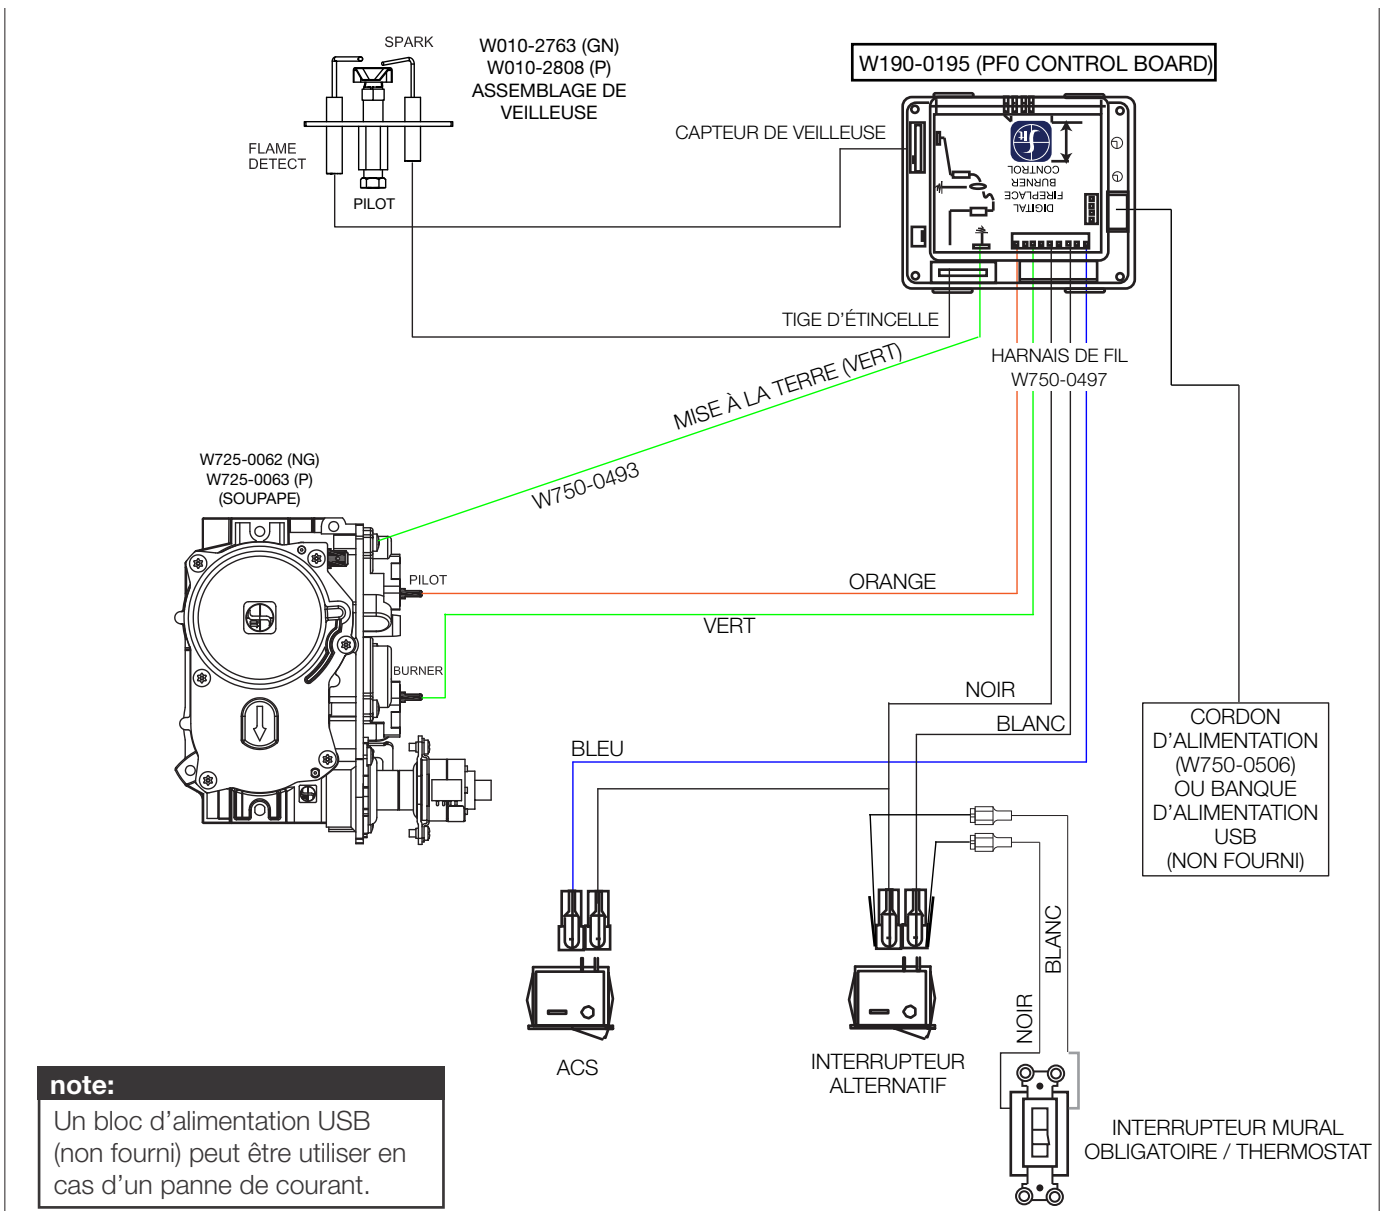 SPARK
W010-2763 (GN)
W010-2808 (P)
ASSEMBLAGE DE
VEILLEUSE
FLAME
DETECT
PILOT
W190-0195 (PF0 CONTROL BOARD)
CAPTEUR DE VEILLEUSE
DIGITAL
FIREPLACE
BURNER
CONTROL
TIGE D'ÉTINCELLE
HARNAIS DE FIL
W750-0497
MISE À LA TERRE (VERT)
W750-0493
W725-0062 (NG)
W725-0063 (P)
(SOUPAPE)
PILOT
ORANGE
VERT
BURNER
NOIR
BLANC
BLEU
CORDON
D'ALIMENTATION
(W750-0506)
OU BANQUE
D'ALIMENTATION
USB
(NON FOURNI)
BLANC
NOIR
ACS
INTERRUPTEUR
ALTERNATIF
INTERRUPTEUR MURAL
OBLIGATOIRE / THERMOSTAT
note:
Un bloc d'alimentation USB
(non fourni) peut être utiliser en
cas d'un panne de courant.